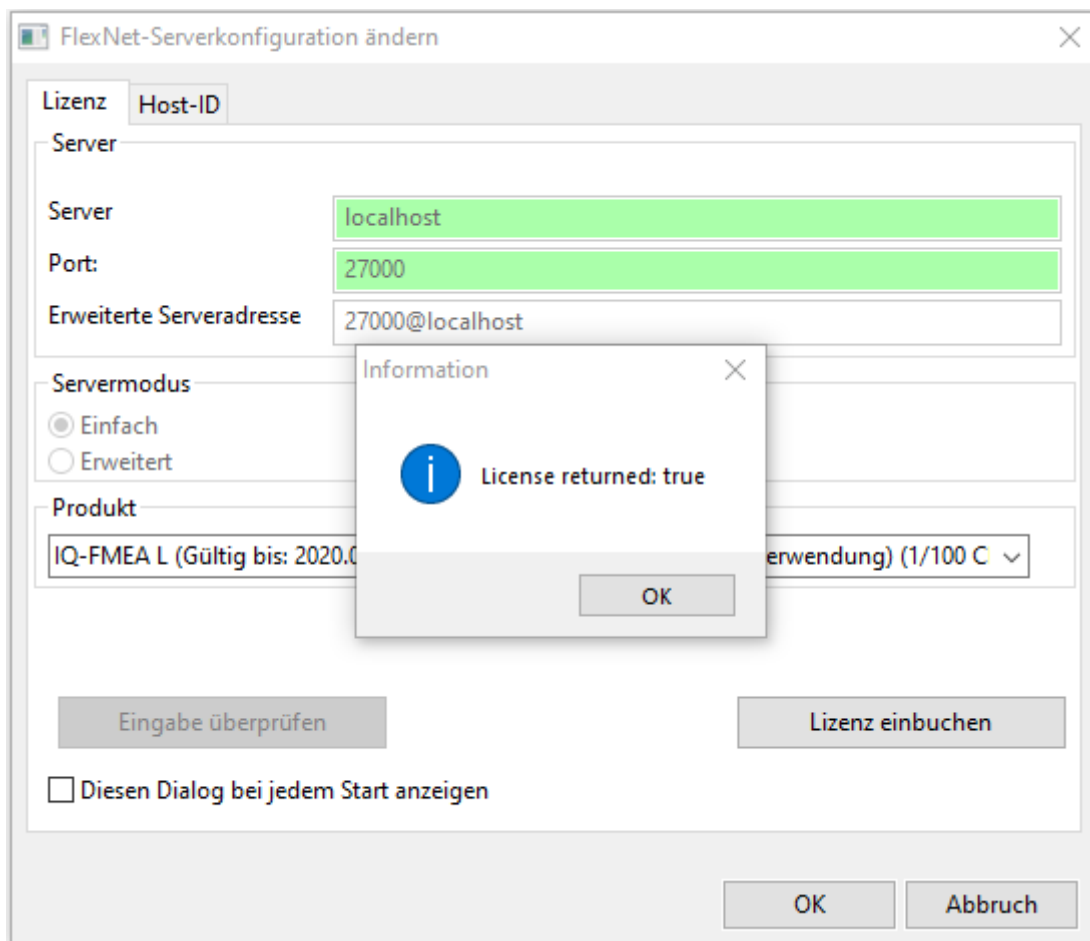 FlexNet-Serverkonfiguration ändern
Lizenz Host-ID
Server
Server localhost
Port: 27000
Erweiterte Serveradresse 27000@localhost
Information
Servermodus
Einfach
Erweitert
License returned: true
Produkt
IQ-FMEA L (Gültig bis: 2020.0 erwendung) (1/100 C
OK
Eingabe überprüfen Lizenz einbuchen
Diesen Dialog bei jedem Start anzeigen
OK Abbruch